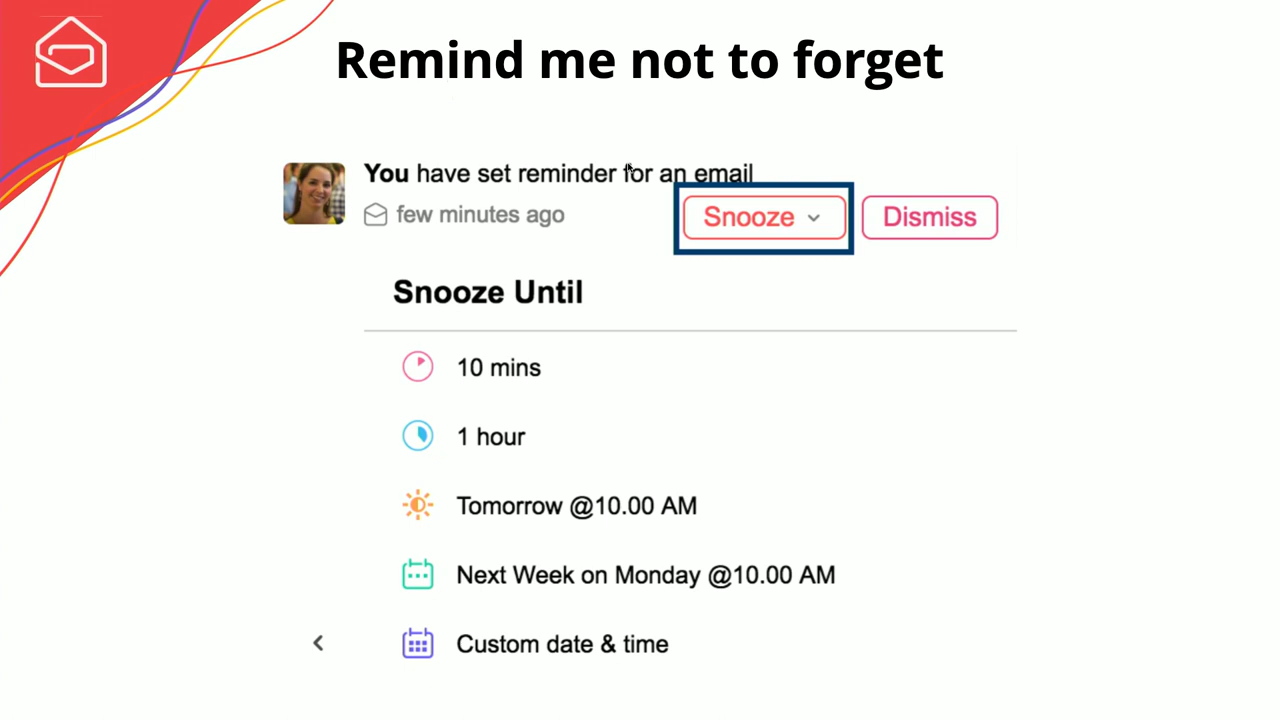 Remind me not to forget
You have set reminder for an email
few minutes ago
Snooze
Dismiss
Snooze Until
10 mins
1 hour
Tomorrow @10.00 AM
Next Week on Monday @10.00 AM
Custom date & time